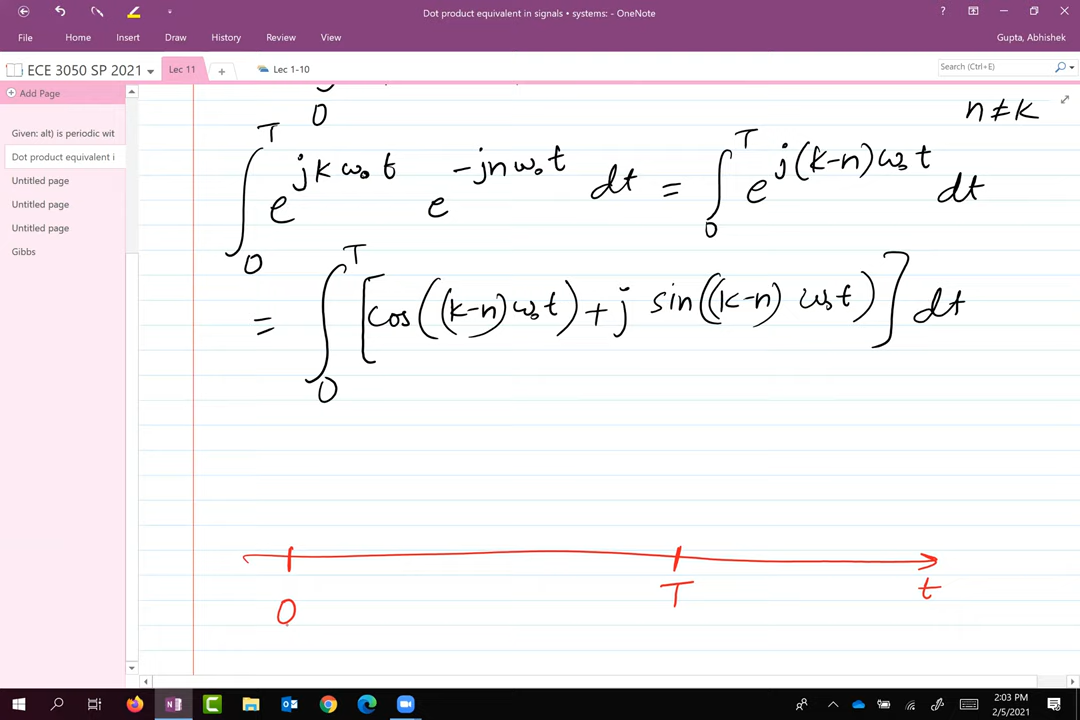 Dot product equivalent in signals • systems: - OneNote
File Home Insert Draw History Review View
Gupta, Abhishek
ECE 3050 SP 2021
Lec 11
Lec 1-10
Search (Ctrl+E)
Add Page
Given: alt) is periodic wit
Dot product equivalent i
Untitled page
Untitled page
Untitled page
Gibbs
0
n ≠ k
∫₀ᵀ e^{jkω₀t} e^{-jnω₀t} dt = ∫₀ᵀ e^{j(k-n)ω₀t} dt
= ∫₀ᵀ [cos((k-n)ω₀t) + j sin((k-n)ω₀t)] dt
0 T t
2:03 PM
2/5/2021